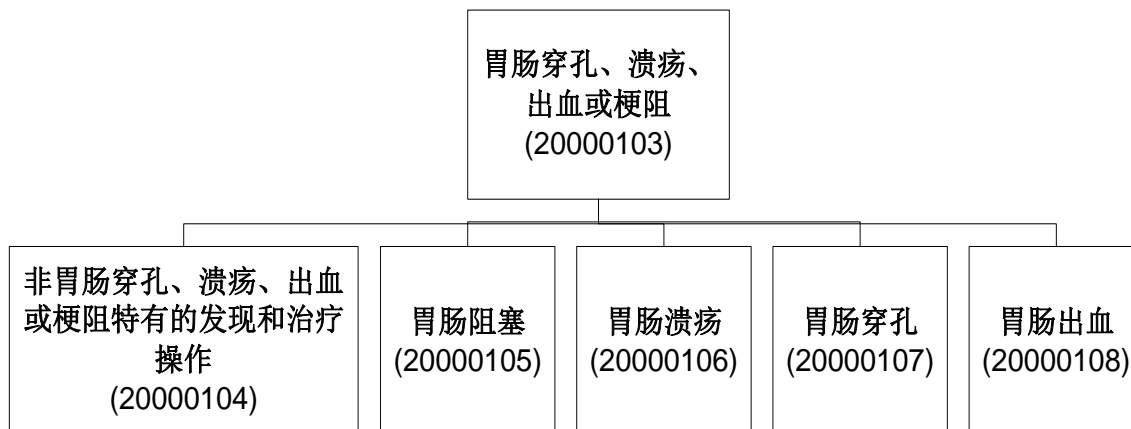 胃肠穿孔、溃疡、
出血或梗阻
(20000103)
非胃肠穿孔、溃疡、出血
或梗阻特有的发现和治疗
操作
(20000104)
胃肠阻塞
(20000105)
胃肠溃疡
(20000106)
胃肠穿孔
(20000107)
胃肠出血
(20000108)